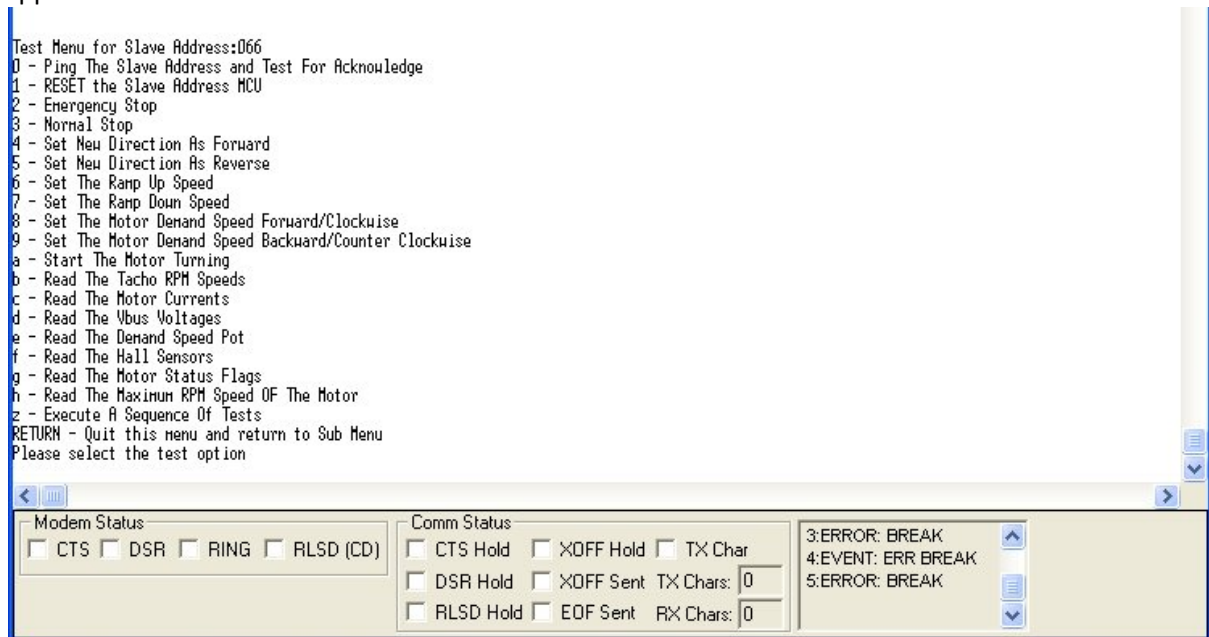 Test Menu for Slave Address:066
0 - Ping The Slave Address and Test For Acknowledge
1 - RESET the Slave Address MCU
2 - Emergency Stop
3 - Normal Stop
4 - Set New Direction As Forward
5 - Set New Direction As Reverse
6 - Set The Ramp Up Speed
7 - Set The Ramp Down Speed
8 - Set The Motor Demand Speed Forward/Clockwise
9 - Set The Motor Demand Speed Backward/Counter Clockwise
a - Start The Motor Turning
b - Read The Tacho RPM Speeds
c - Read The Motor Currents
d - Read The Vbus Voltages
e - Read The Demand Speed Pot
f - Read The Hall Sensors
g - Read The Motor Status Flags
h - Read The Maximum RPM Speed OF The Motor
z - Execute A Sequence Of Tests
RETURN - Quit this menu and return to Sub Menu
Please select the test option
Modem Status
CTS DSR RING RLSD (CD)
Comm Status
CTS Hold XOFF Hold TX Char
DSR Hold XOFF Sent TX Chars: 0
RLSD Hold EOF Sent RX Chars: 0
3:ERROR: BREAK
4:EVENT: ERR BREAK
5:ERROR: BREAK